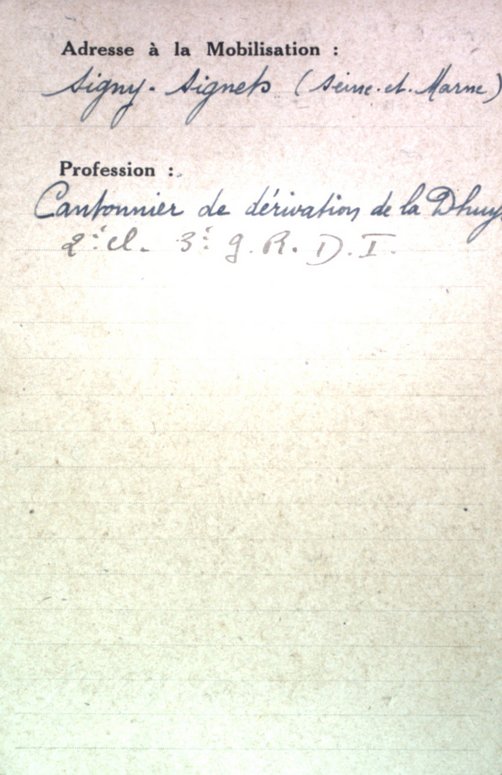 Adresse à la Mobilisation :
Signy-Signets (Seine-et-Marne)
Profession :
Cantonnier de dérivation de la Dhuys
2e cl. 3e g. R. D. I.